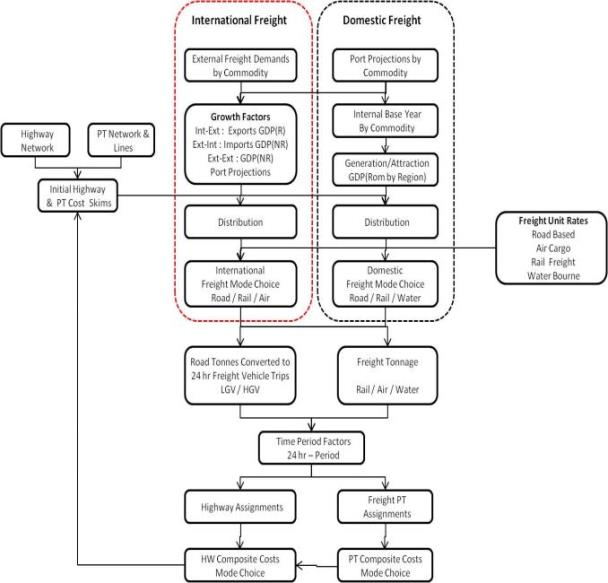 International Freight
Domestic Freight
External Freight Demands
by Commodity
Port Projections by
Commodity
Growth Factors
Int-Ext : Exports GDP(R)
Ext-Int : Imports GDP(NR)
Ext-Ext : GDP(NR)
Port Projections
Internal Base Year
By Commodity
Highway
Network
PT Network &
Lines
Generation/Attraction
GDP(Rom by Region)
Initial Highway
& PT Cost Skims
Distribution
Distribution
Freight Unit Rates
Road Based
Air Cargo
Rail Freight
Water Bourne
International
Freight Mode Choice
Road / Rail / Air
Domestic
Freight Mode Choice
Road / Rail / Water
Road Tonnes Converted to
24 hr Freight Vehicle Trips
LGV / HGV
Freight Tonnage
Rail / Air / Water
Time Period Factors
24 hr – Period
Highway Assignments
Freight PT
Assignments
HW Composite Costs
Mode Choice
PT Composite Costs
Mode Choice